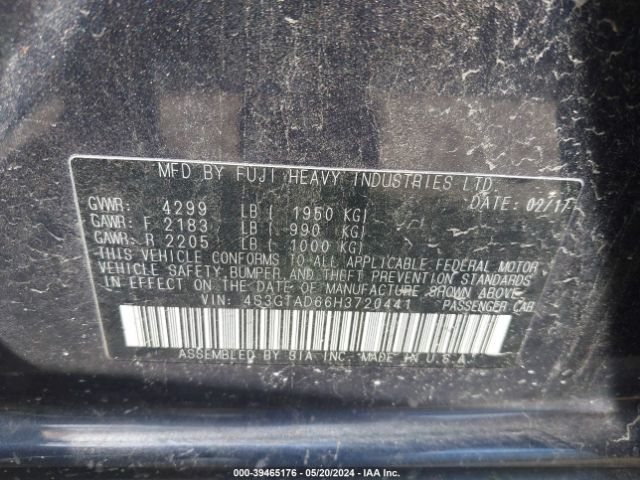 MFD BY FUJI HEAVY INDUSTRIES LTD.
GVWR: 4299 LB ( 1950 KG) DATE: 02/17
GAWR: F 2183 LB ( 990 KG)
GAWR: R 2205 LB ( 1000 KG)
THIS VEHICLE CONFORMS TO ALL APPLICABLE FEDERAL MOTOR
VEHICLE SAFETY, BUMPER, AND THEFT PREVENTION STANDARDS
IN EFFECT ON THE DATE OF MANUFACTURE SHOWN ABOVE.
VIN: 4S3GTAD66H3720441 PASSENGER CAR
ASSEMBLED BY SIA INC. MADE IN U.S.A
000-39465176 | 05/20/2024 | IAA Inc.